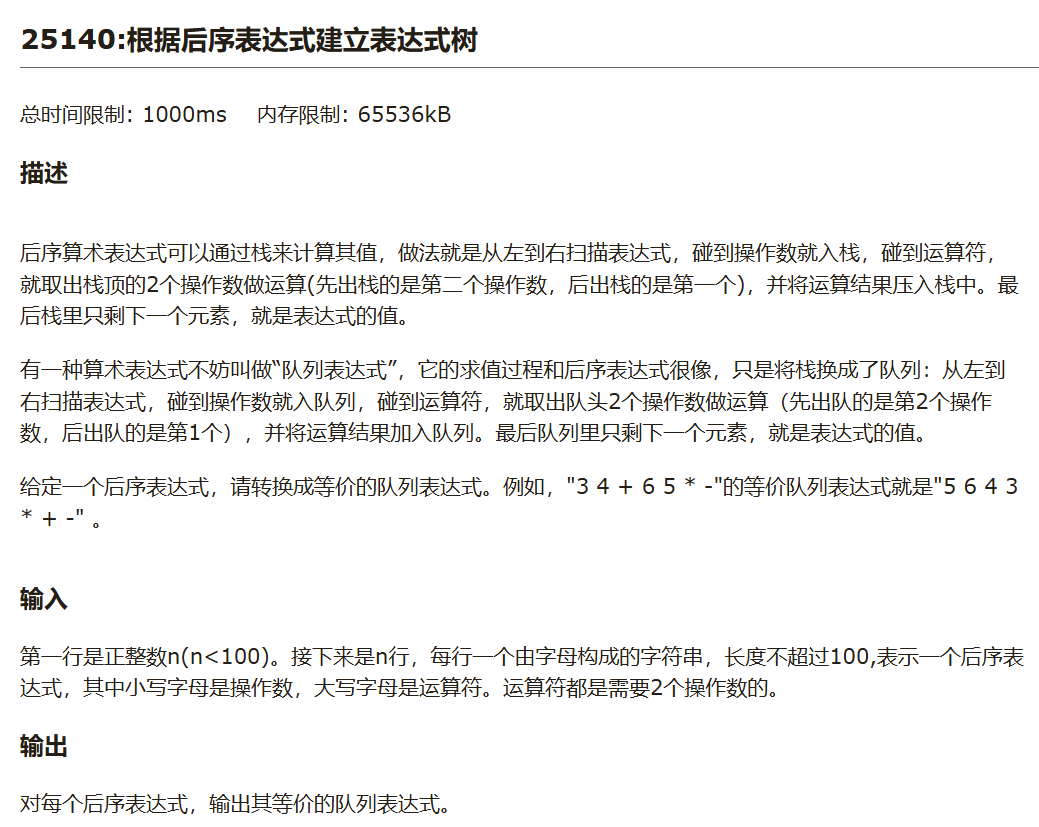 25140:根据后序表达式建立表达式树
总时间限制: 1000ms 内存限制: 65536kB
描述
后序算术表达式可以通过栈来计算其值，做法就是从左到右扫描表达式，碰到操作数就入栈，碰到运算符，
就取出栈顶的2个操作数做运算(先出栈的是第二个操作数，后出栈的是第一个)，并将运算结果压入栈中。最
后栈里只剩下一个元素，就是表达式的值。
有一种算术表达式不妨叫做“队列表达式”，它的求值过程和后序表达式很像，只是将栈换成了队列：从左到
右扫描表达式，碰到操作数就入队列，碰到运算符，就取出队头2个操作数做运算（先出队的是第2个操作
数，后出队的是第1个），并将运算结果加入队列。最后队列里只剩下一个元素，就是表达式的值。
给定一个后序表达式，请转换成等价的队列表达式。例如，"3 4 + 6 5 * -"的等价队列表达式就是"5 6 4 3
* + -" 。
输入
第一行是正整数n(n<100)。接下来是n行，每行一个由字母构成的字符串，长度不超过100,表示一个后序表
达式，其中小写字母是操作数，大写字母是运算符。运算符都是需要2个操作数的。
输出
对每个后序表达式，输出其等价的队列表达式。